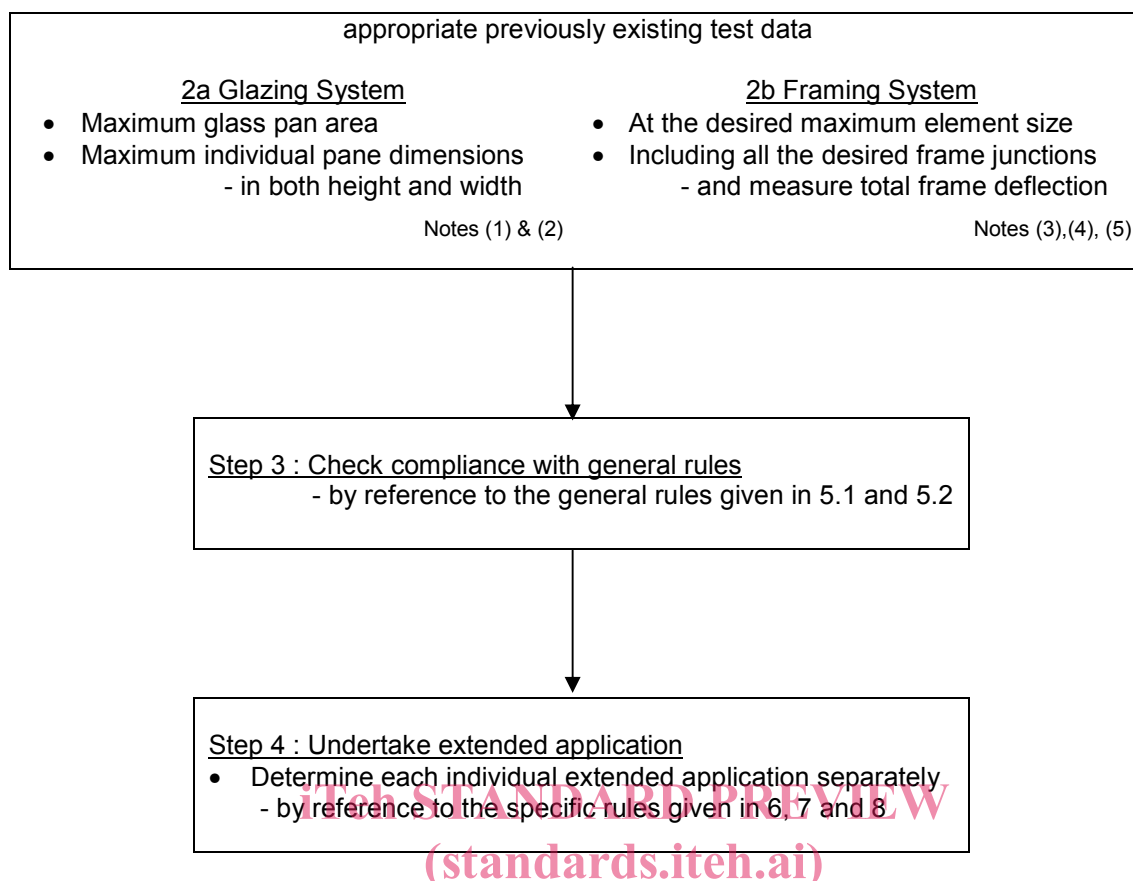 appropriate previously existing test data
2a Glazing System
• Maximum glass pan area
• Maximum individual pane dimensions
- in both height and width
Notes (1) & (2)
2b Framing System
• At the desired maximum element size
• Including all the desired frame junctions
- and measure total frame deflection
Notes (3),(4), (5)
Step 3 : Check compliance with general rules
- by reference to the general rules given in 5.1 and 5.2
Step 4 : Undertake extended application
• Determine each individual extended application separately
- by reference to the specific rules given in 6, 7 and 8
iTeh STANDARD PREVIEW
(standards.iteh.ai)